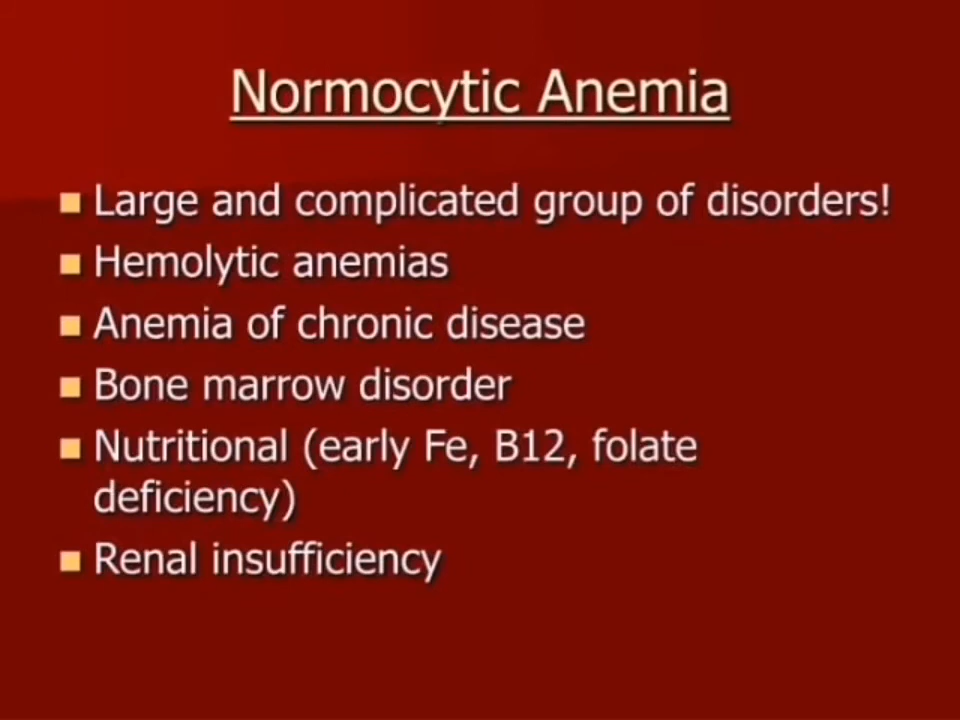 Normocytic Anemia
Large and complicated group of disorders!
Hemolytic anemias
Anemia of chronic disease
Bone marrow disorder
Nutritional (early Fe, B12, folate
deficiency)
Renal insufficiency